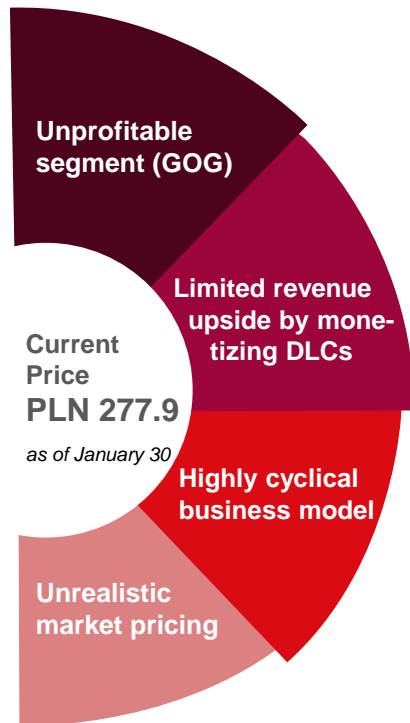 Unprofitable
segment (GOG)
Limited revenue
upside by mone-
tizing DLCs
Current
Price
PLN 277.9
as of January 30
Highly cyclical
business model
Unrealistic
market pricing